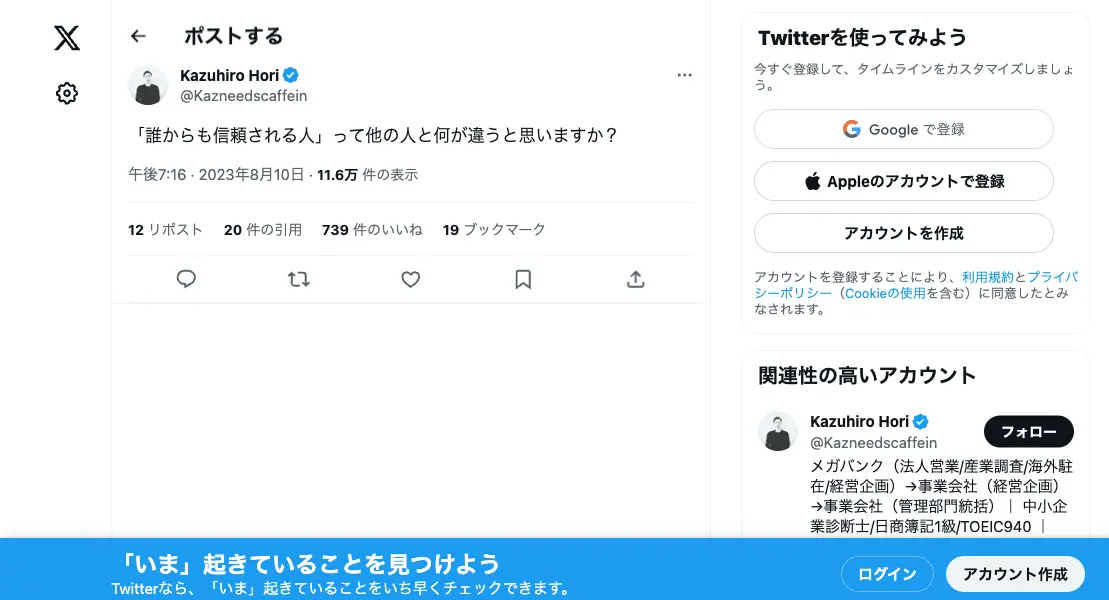 ポストする
Kazuhiro Hori
@Kazneedscaffein
「誰からも信頼される人」って他の人と何が違うと思いますか？
午後7:16 · 2023年8月10日 · 11.6万 件の表示
12 リポスト 20 件の引用 739 件のいいね 19 ブックマーク
Twitterを使ってみよう
今すぐ登録して、タイムラインをカスタマイズしましょ
う。
Google で登録
Appleのアカウントで登録
アカウントを作成
アカウントを登録することにより、利用規約とプライバ
シーポリシー（Cookieの使用を含む）に同意したとみ
なされます。
関連性の高いアカウント
Kazuhiro Hori
@Kazneedscaffein
フォロー
メガバンク（法人営業/産業調査/海外駐
在/経営企画）→事業会社（経営企画）
→事業会社（管理部門統括）｜ 中小企
業診断士/日商簿記1級/TOEIC940 ｜
「いま」起きていることを見つけよう
Twitterなら、「いま」起きていることをいち早くチェックできます。
ログイン
アカウント作成